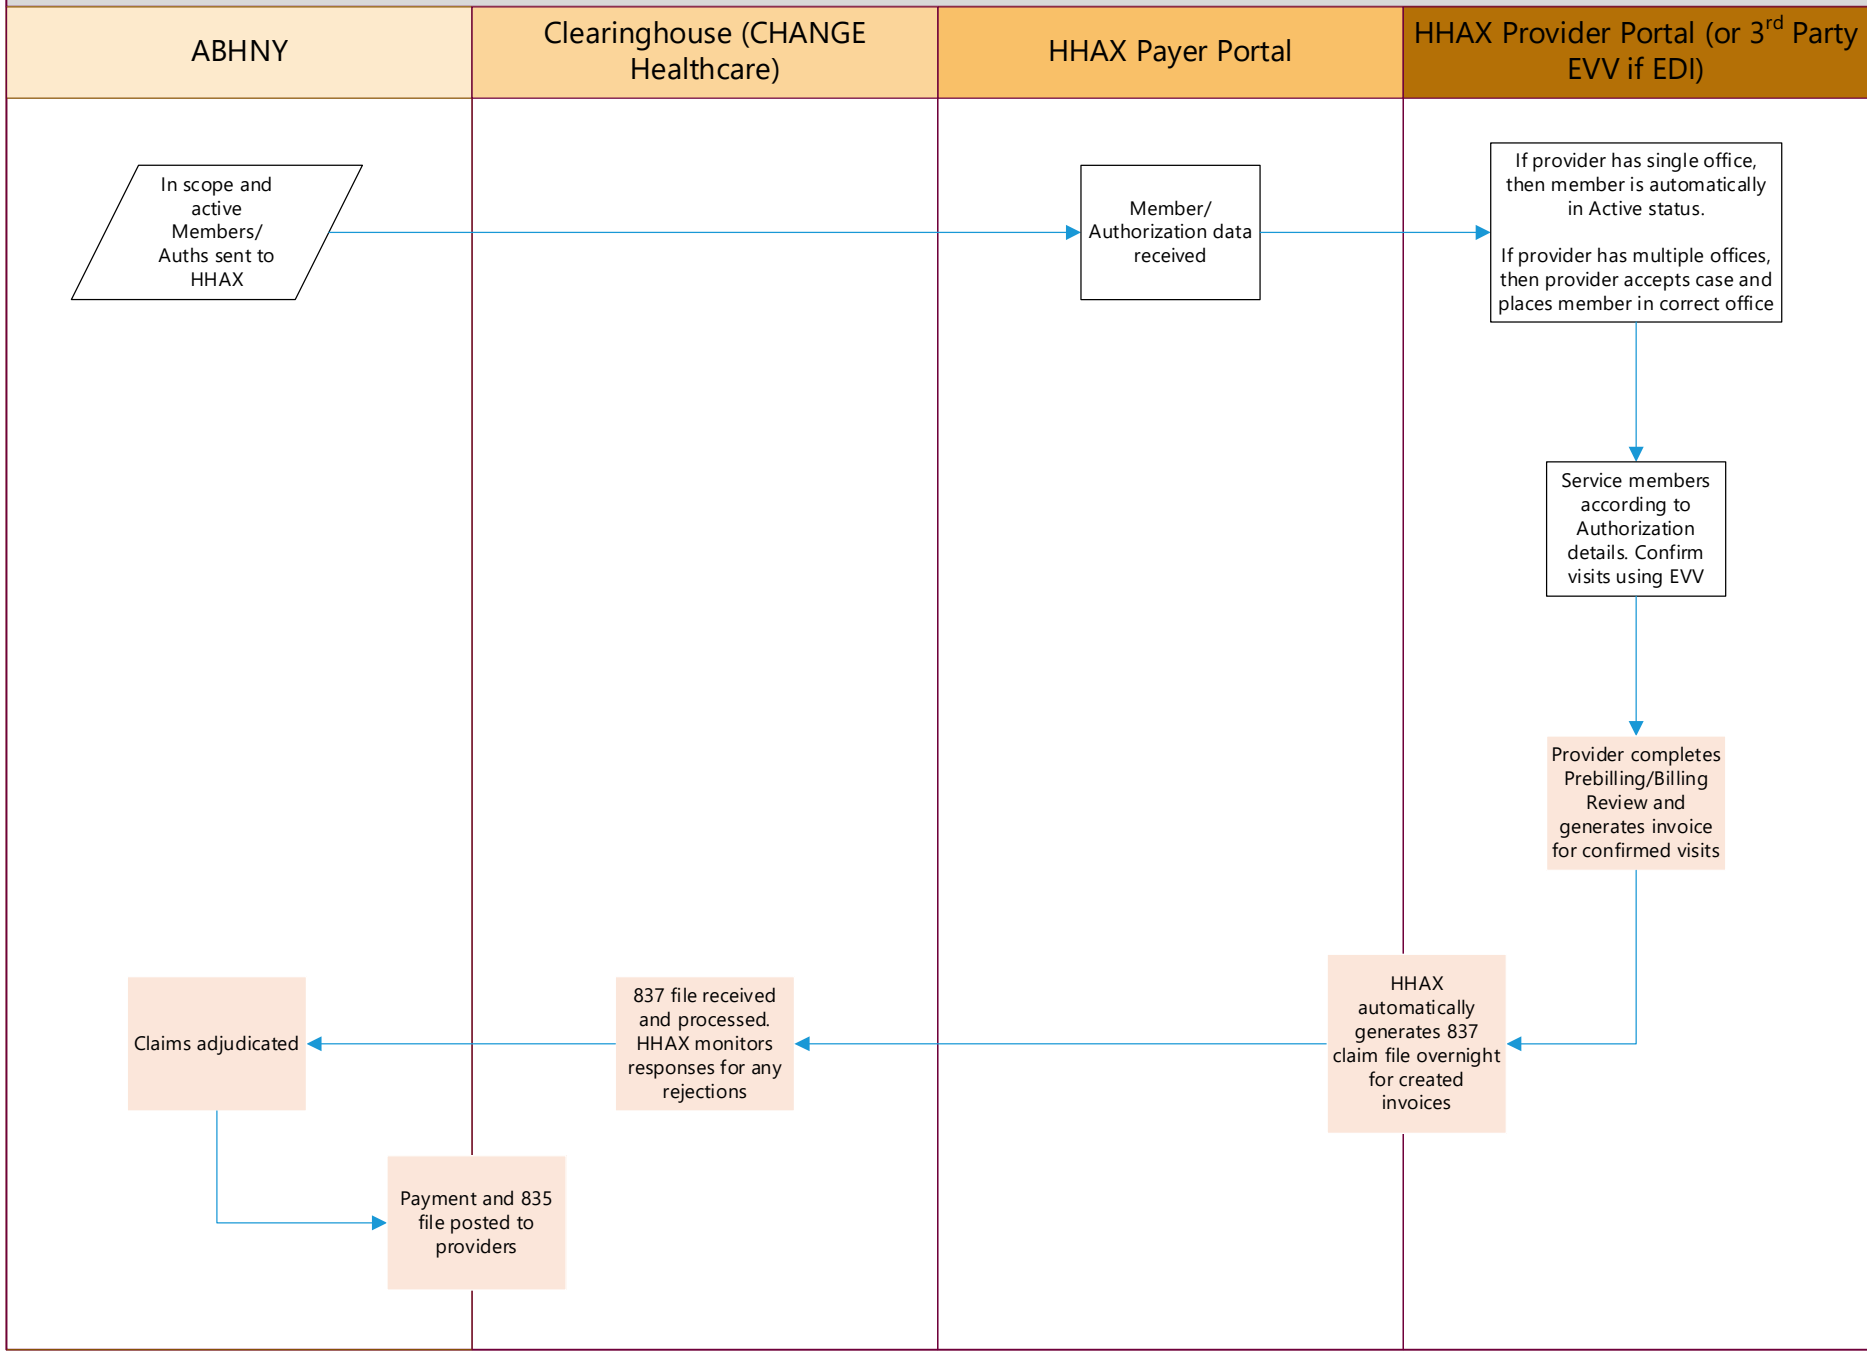 ABHNY
Clearinghouse (CHANGE
Healthcare)
HHAX Payer Portal
HHAX Provider Portal (or 3rd Party
EVV if EDI)
In scope and
active
Members/
Auths sent to
HHAX
Member/
Authorization data
received
If provider has single office,
then member is automatically
in Active status.
If provider has multiple offices,
then provider accepts case and
places member in correct office
Service members
according to
Authorization
details. Confirm
visits using EVV
Provider completes
Prebilling/Billing
Review and
generates invoice
for confirmed visits
HHAX
automatically
generates 837
claim file overnight
for created
invoices
837 file received
and processed.
HHAX monitors
responses for any
rejections
Claims adjudicated
Payment and 835
file posted to
providers